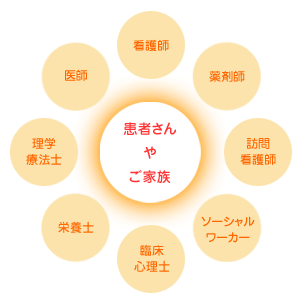 看護師
医師
薬剤師
患者さん
や
ご家族
理学
療法士
訪問
看護師
栄養士
ソーシャル
ワーカー
臨床
心理士